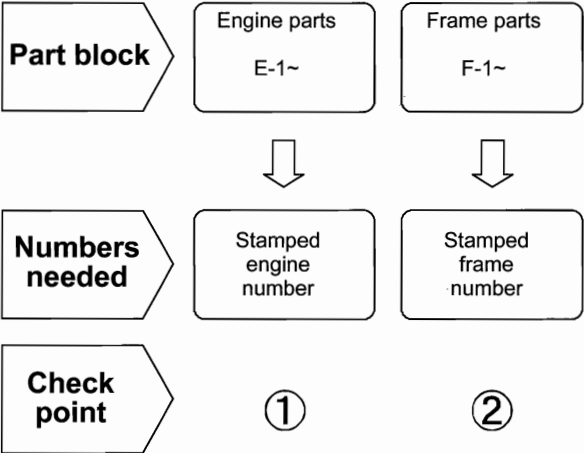 Part block
Engine parts
E-1~
Frame parts
F-1~
Numbers
needed
Stamped
engine
number
Stamped
frame
number
Check
point
①
②